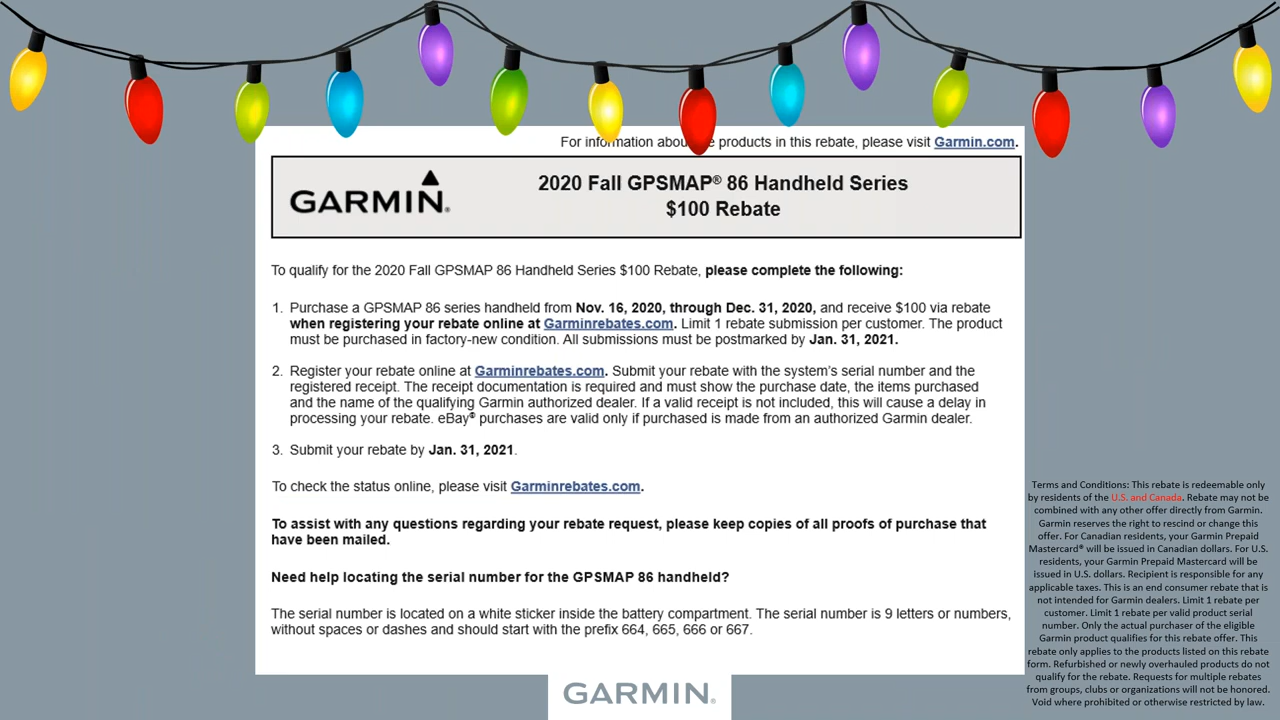 For information about the products in this rebate, please visit Garmin.com.
GARMIN®
2020 Fall GPSMAP® 86 Handheld Series
$100 Rebate
To qualify for the 2020 Fall GPSMAP 86 Handheld Series $100 Rebate, please complete the following:
1. Purchase a GPSMAP 86 series handheld from Nov. 16, 2020, through Dec. 31, 2020, and receive $100 via rebate
when registering your rebate online at Garminrebates.com. Limit 1 rebate submission per customer. The product
must be purchased in factory-new condition. All submissions must be postmarked by Jan. 31, 2021.
2. Register your rebate online at Garminrebates.com. Submit your rebate with the system's serial number and the
registered receipt. The receipt documentation is required and must show the purchase date, the items purchased
and the name of the qualifying Garmin authorized dealer. If a valid receipt is not included, this will cause a delay in
processing your rebate. eBay® purchases are valid only if purchased is made from an authorized Garmin dealer.
3. Submit your rebate by Jan. 31, 2021.
To check the status online, please visit Garminrebates.com.
To assist with any questions regarding your rebate request, please keep copies of all proofs of purchase that
have been mailed.
Need help locating the serial number for the GPSMAP 86 handheld?
The serial number is located on a white sticker inside the battery compartment. The serial number is 9 letters or numbers,
without spaces or dashes and should start with the prefix 664, 665, 666 or 667.
Terms and Conditions: This rebate is redeemable only
by residents of the U.S. and Canada. Rebate may not be
combined with any other offer directly from Garmin.
Garmin reserves the right to rescind or change this
offer. For Canadian residents, your Garmin Prepaid
Mastercard® will be issued in Canadian dollars. For U.S.
residents, your Garmin Prepaid Mastercard will be
issued in U.S. dollars. Recipient is responsible for any
applicable taxes. This is an end consumer rebate that is
not intended for Garmin dealers. Limit 1 rebate per
customer. Limit 1 rebate per valid product serial
number. Only the actual purchaser of the eligible
Garmin product qualifies for this rebate offer. This
rebate only applies to the products listed on this rebate
form. Refurbished or newly overhauled products do not
qualify for the rebate. Requests for multiple rebates
from groups, clubs or organizations will not be honored.
Void where prohibited or otherwise restricted by law.
GARMIN®